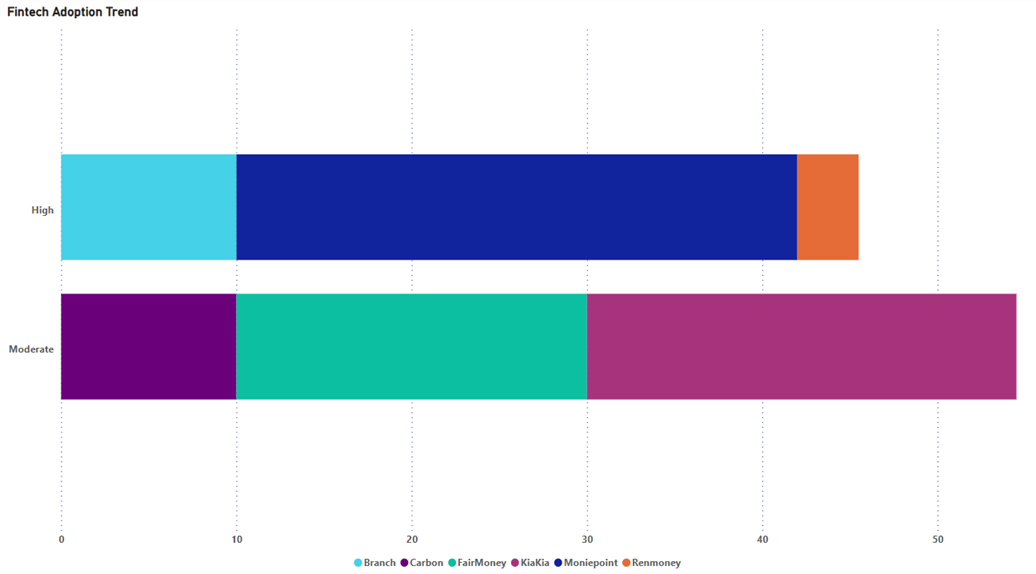 Fintech Adoption Trend
High
Moderate
0 10 20 30 40 50
Branch Carbon FairMoney KiaKia Moniepoint Renmoney